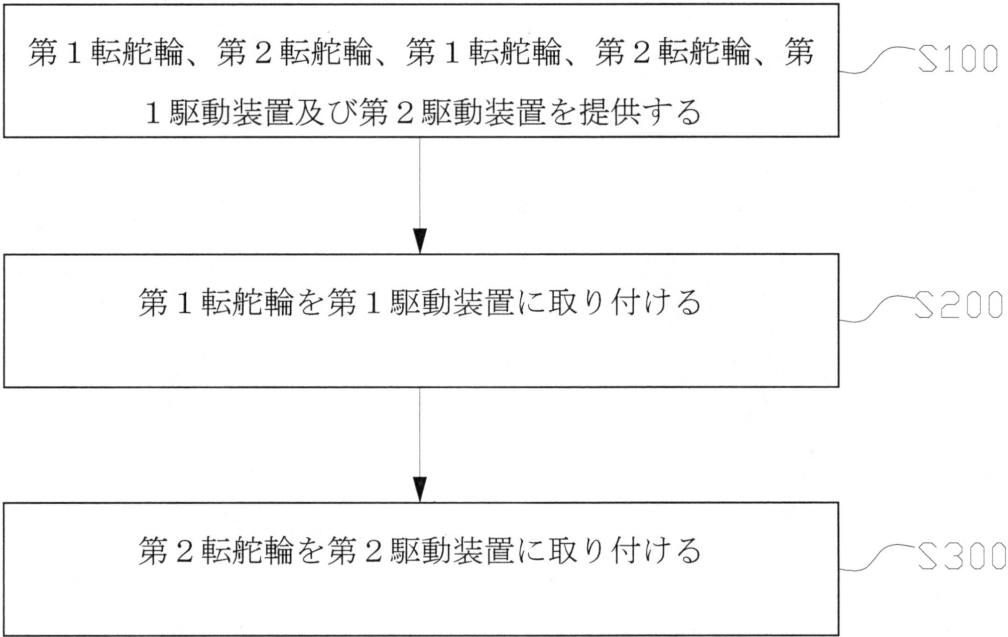 第１転舵輪、第２転舵輪、第１転舵輪、第２転舵輪、第
１駆動装置及び第２駆動装置を提供する
S100
第１転舵輪を第１駆動装置に取り付ける
S200
第２転舵輪を第２駆動装置に取り付ける
S300